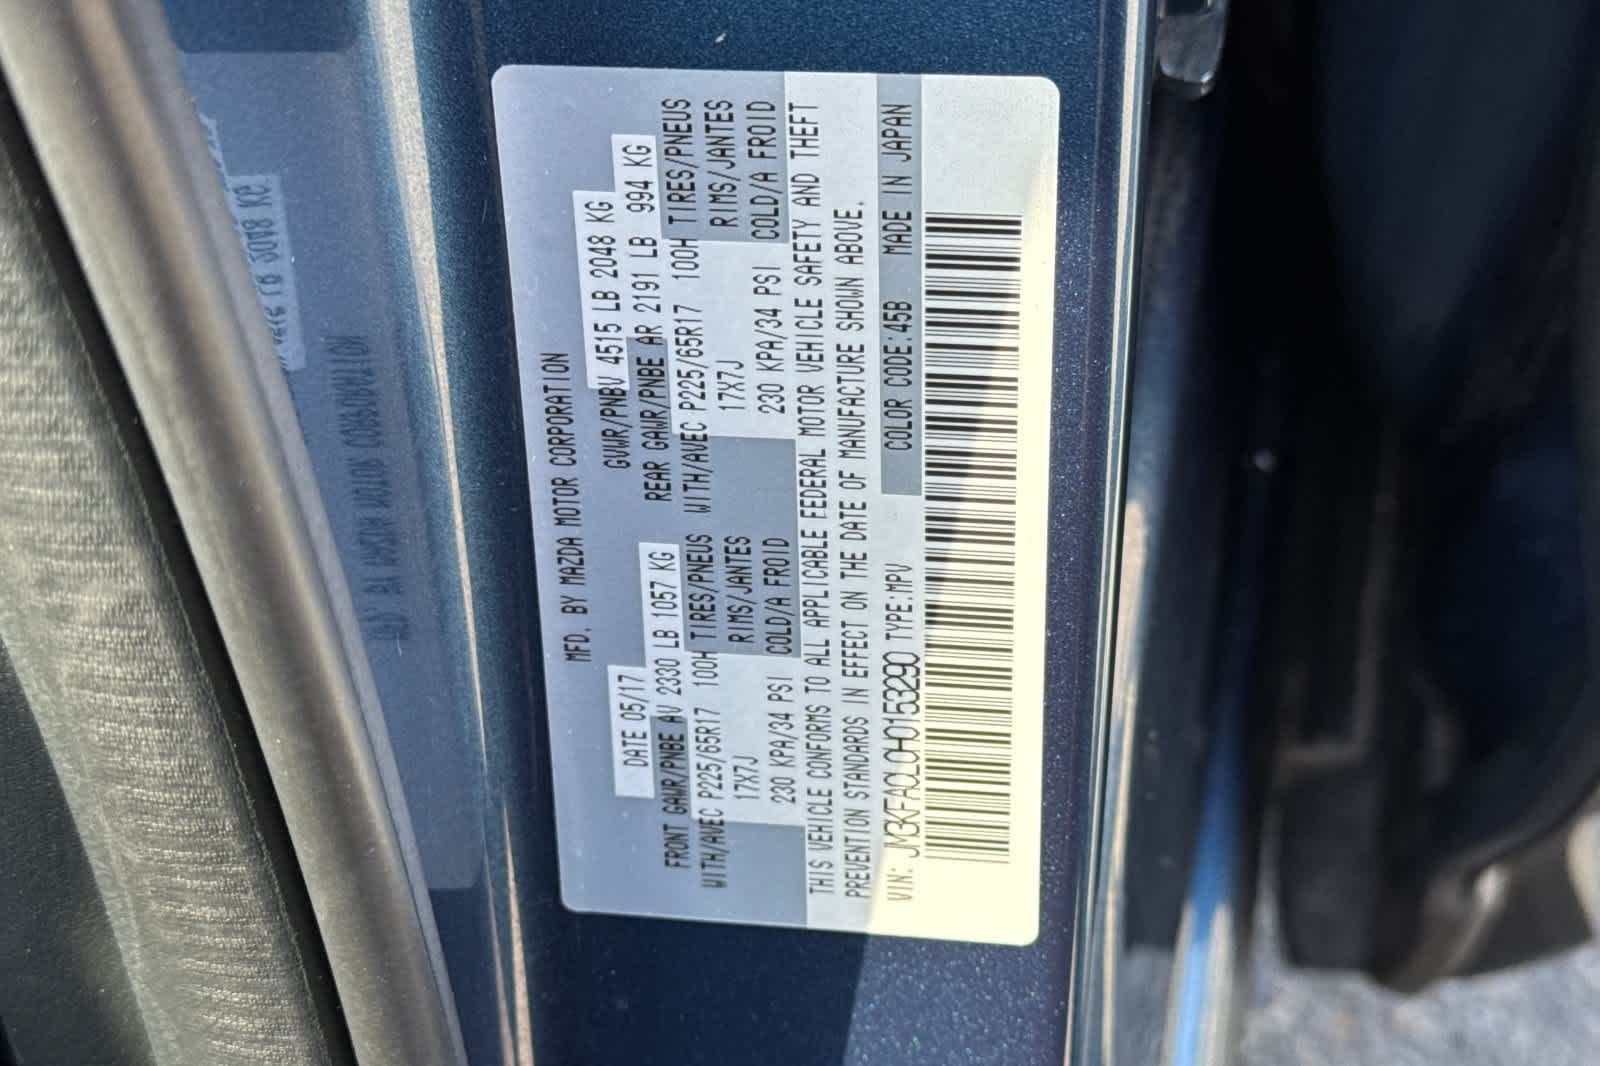 MFD. BY MAZDA MOTOR CORPORATION
DATE 05/17 GVWR/PNBV 4515 LB 2048 KG
FRONT GAWR/PNBE AV 2330 LB 1057 KG REAR GAWR/PNBE AR 2191 LB 994 KG
WITH/AVEC P225/65R17 100H TIRES/PNEUS WITH/AVEC P225/65R17 100H TIRES/PNEUS
17X7J RIMS/JANTES 17X7J RIMS/JANTES
230 KPA/34 PSI COLD/A FROID 230 KPA/34 PSI COLD/A FROID
THIS VEHICLE CONFORMS TO ALL APPLICABLE FEDERAL MOTOR VEHICLE SAFETY AND THEFT
PREVENTION STANDARDS IN EFFECT ON THE DATE OF MANUFACTURE SHOWN ABOVE.
VIN: JM3KFACL0H0153290 TYPE:MPV COLOR CODE:45B MADE IN JAPAN